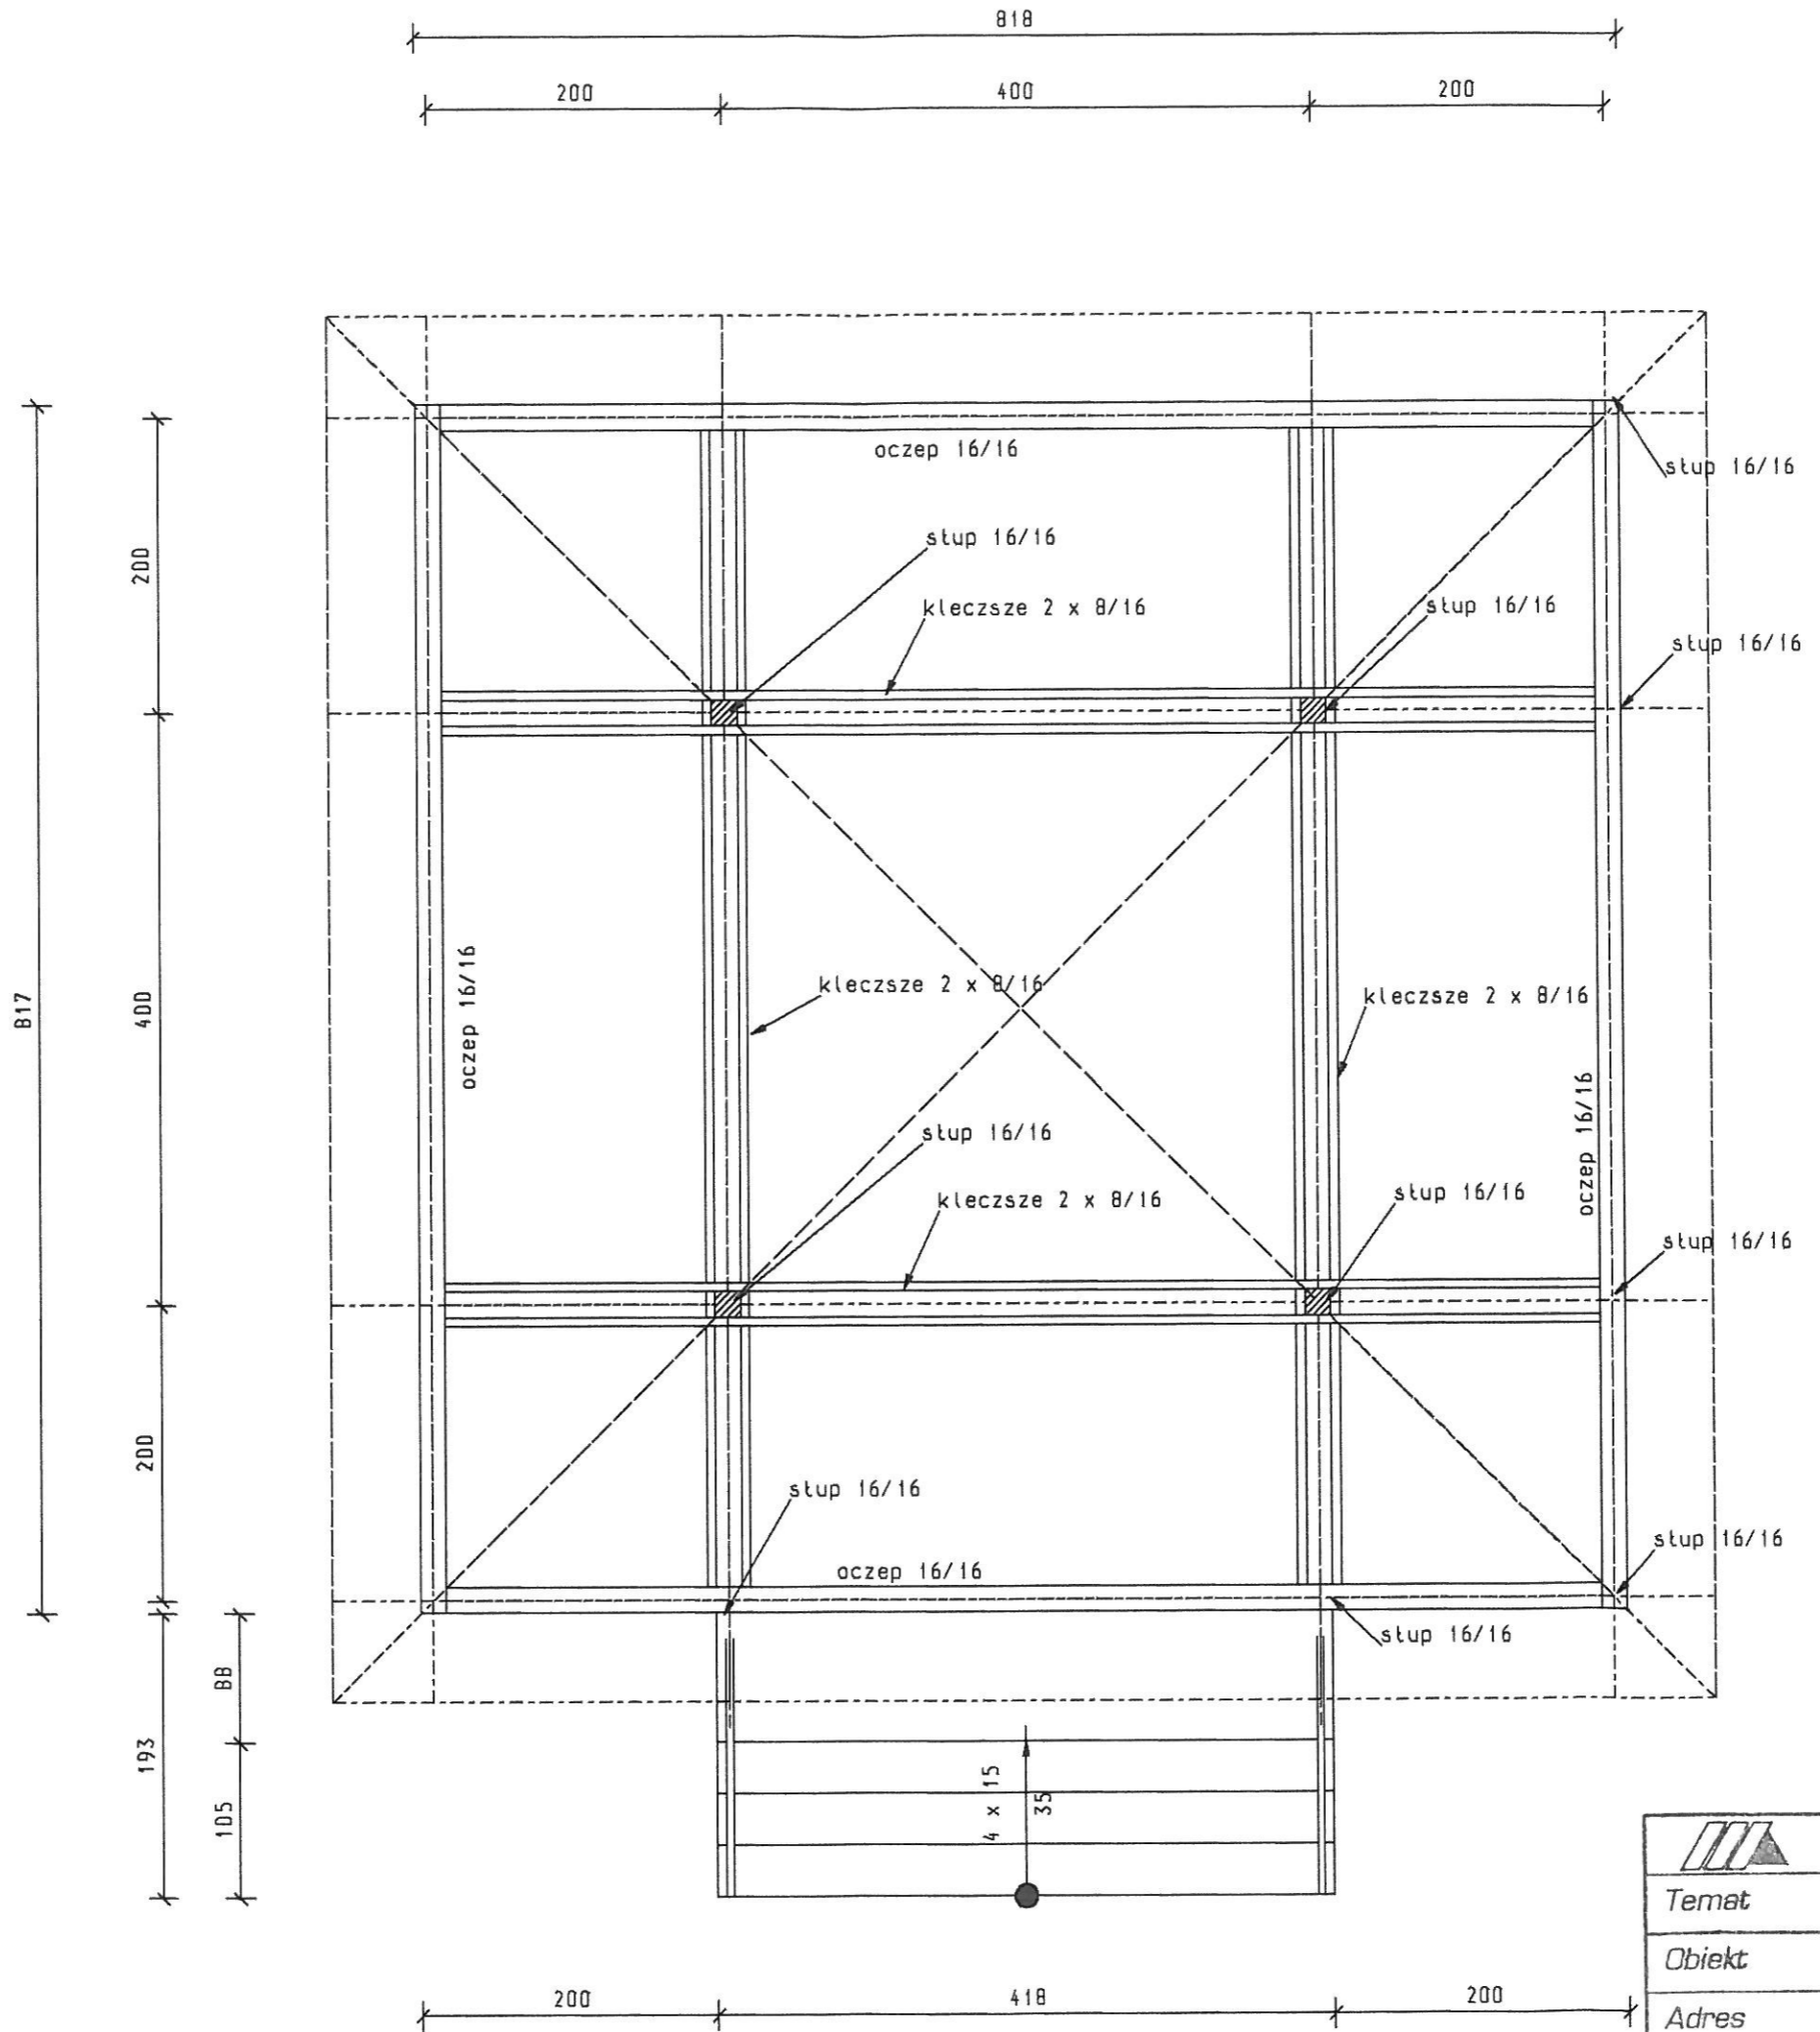 818
200
400
200
oczep 16/16
słup 16/16
słup 16/16
kleczsze 2 x 8/16
słup 16/16
słup 16/16
200
817
400
oczep 16/16
kleczsze 2 x 8/16
kleczsze 2 x 8/16
oczep 16/16
słup 16/16
kleczsze 2 x 8/16
słup 16/16
słup 16/16
200
słup 16/16
oczep 16/16
słup 16/16
słup 16/16
88
193
105
4 x 15
35
Temat
Obiekt
Adres
200
418
200